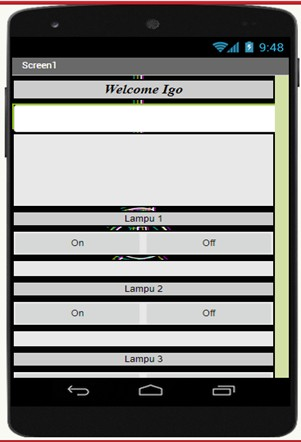 9:48
Screen1
Welcome Igo
Lampu 1
On Off
Lampu 2
On Off
Lampu 3